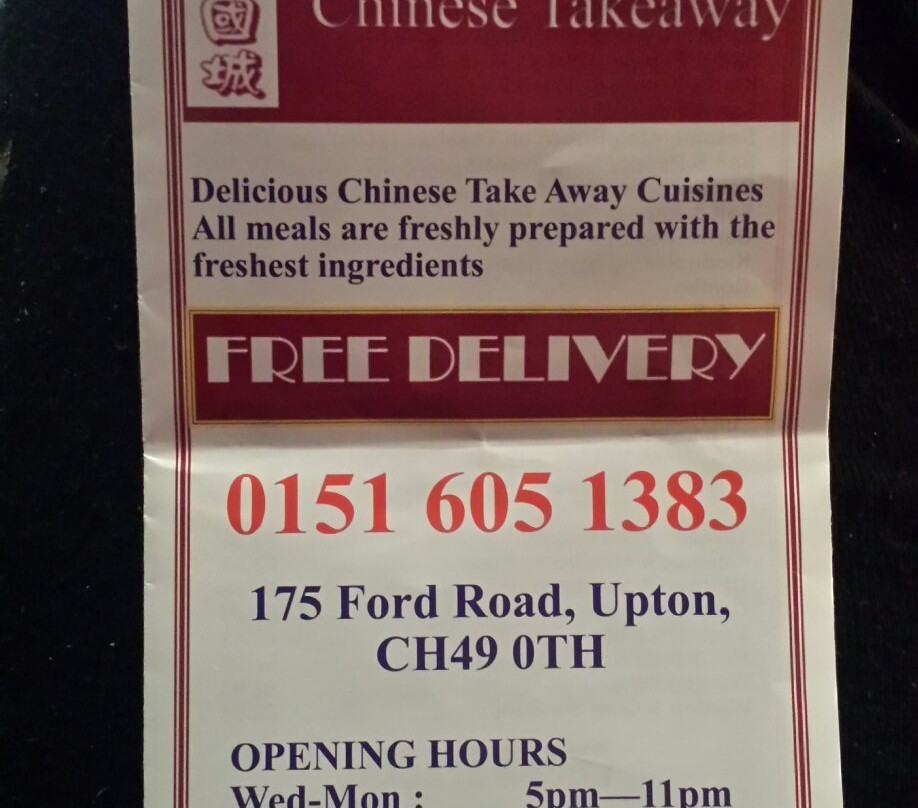 國
城
Chinese Takeaway
Delicious Chinese Take Away Cuisines
All meals are freshly prepared with the
freshest ingredients
FREE DELIVERY
0151 605 1383
175 Ford Road, Upton,
CH49 0TH
OPENING HOURS
Wed-Mon : 5pm—11pm